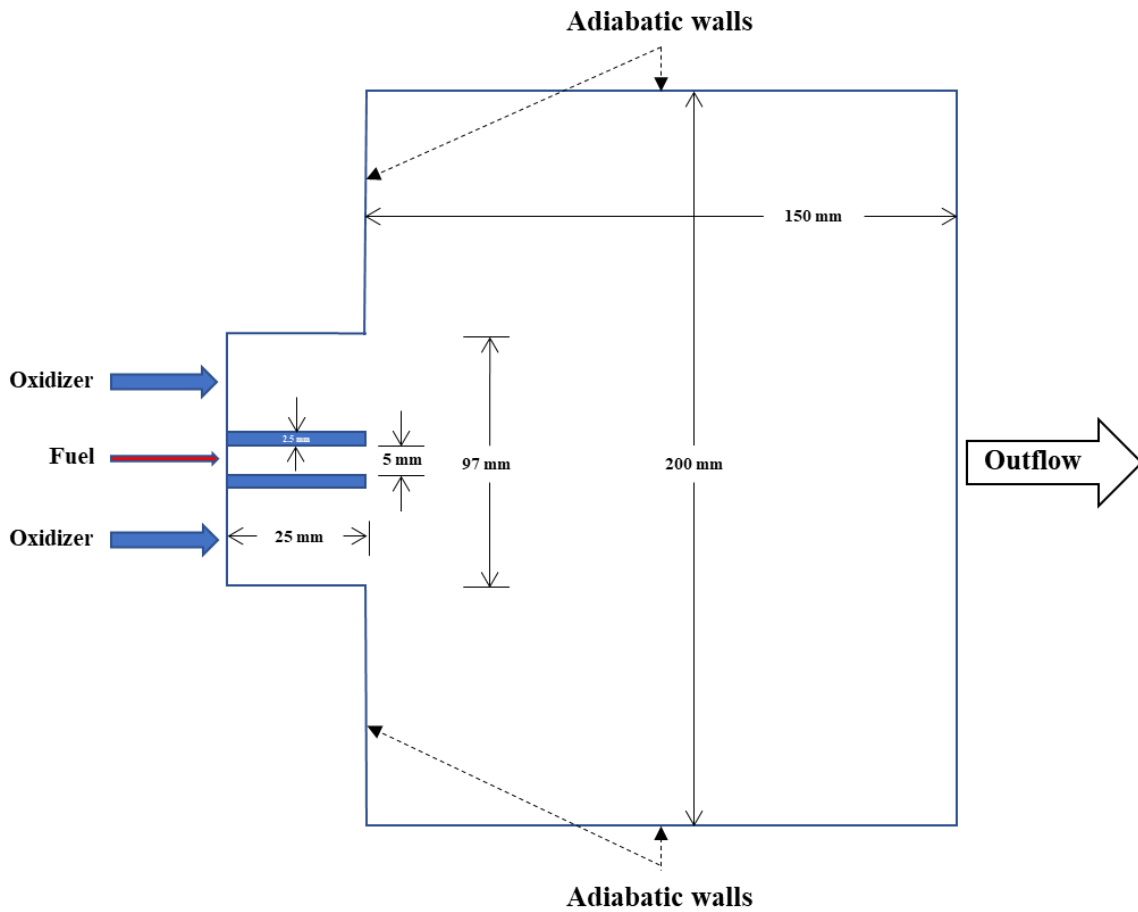 Adiabatic walls
150 mm
Oxidizer
2.5 mm
Fuel
5 mm
97 mm
200 mm
Outflow
Oxidizer
25 mm
Adiabatic walls